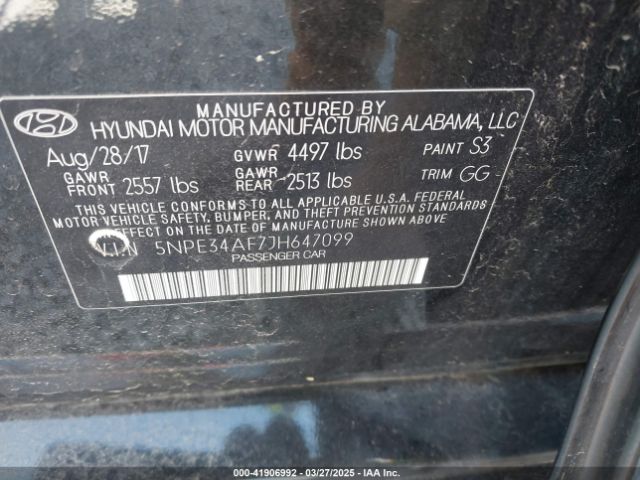 MANUFACTURED BY
HYUNDAI MOTOR MANUFACTURING ALABAMA, LLC
Aug/28/17 GVWR 4497 lbs PAINT S3
GAWR FRONT 2557 lbs GAWR REAR 2513 lbs TRIM GG
THIS VEHICLE CONFORMS TO ALL APPLICABLE U.S.A. FEDERAL
MOTOR VEHICLE SAFETY, BUMPER, AND THEFT PREVENTION STANDARDS
IN EFFECT ON THE DATE OF MANUFACTURE SHOWN ABOVE.
V.I.N 5NPE34AF7JH647099
PASSENGER CAR
000-41906992 | 03/27/2025 | IAA Inc.